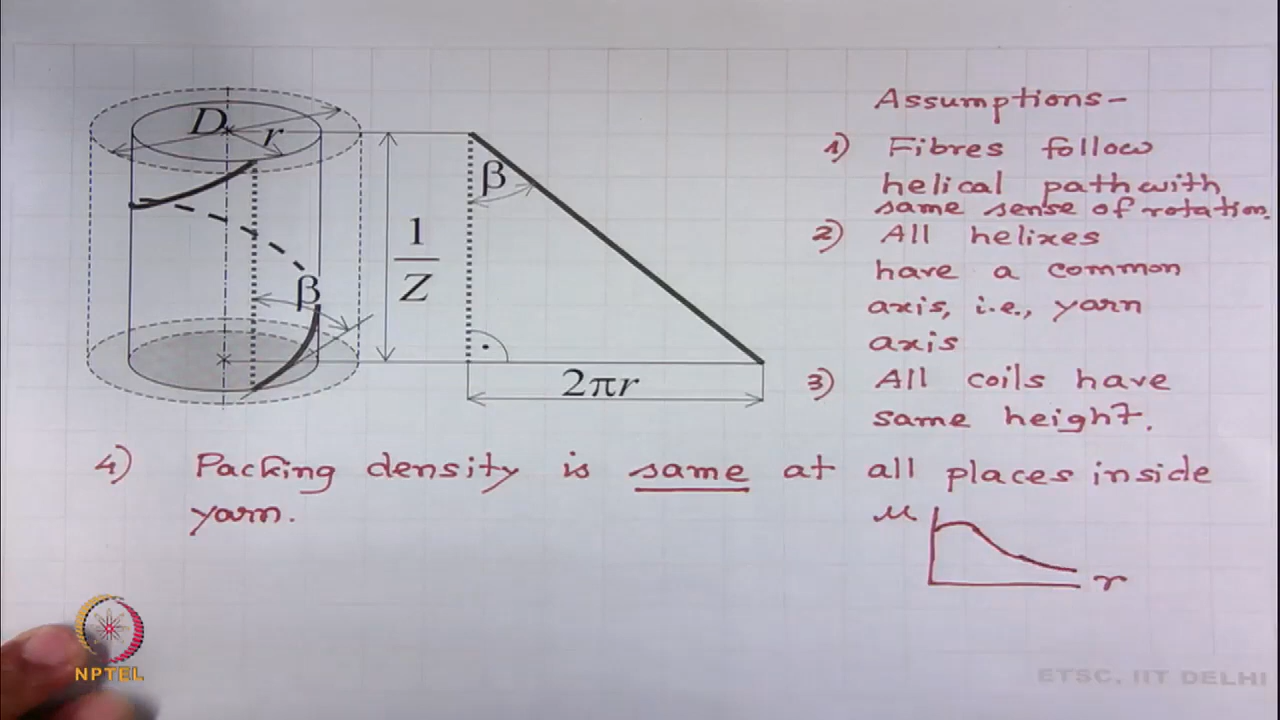 Assumptions-
1) Fibres follow
helical path with
same sense of rotation.
2) All helixes
have a common
axis, i.e., yarn
axis
3) All coils have
same height.
4) Packing density is same at all places inside
yarn.
D
r
β
1
Z
β
2πr
μ
r
NPTEL
ETSC, IIT DELHI